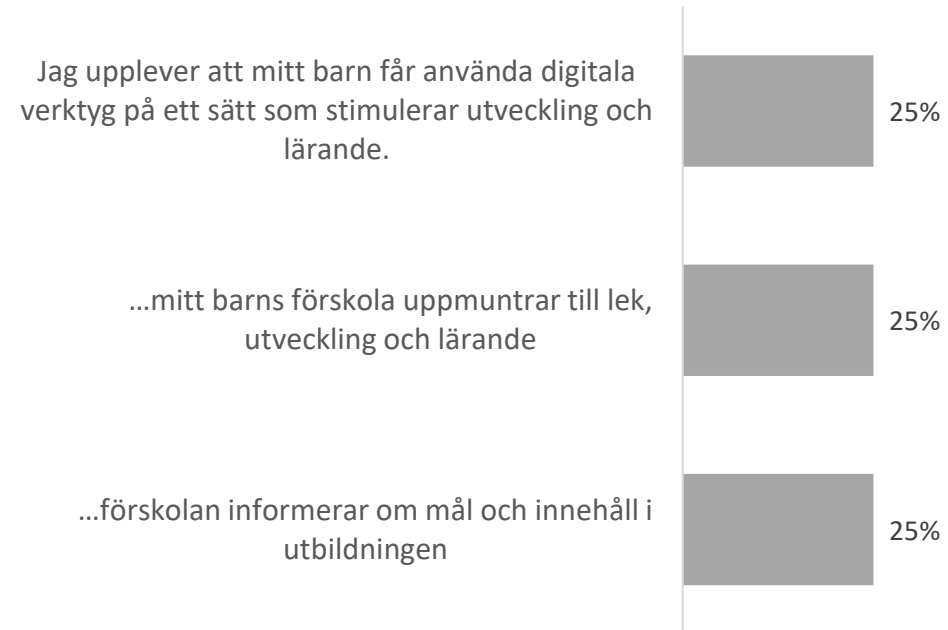 Jag upplever att mitt barn får använda digitala
verktyg på ett sätt som stimulerar utveckling och
lärande.
25%
...mitt barns förskola uppmuntrar till lek,
utveckling och lärande
25%
...förskolan informerar om mål och innehåll i
utbildningen
25%